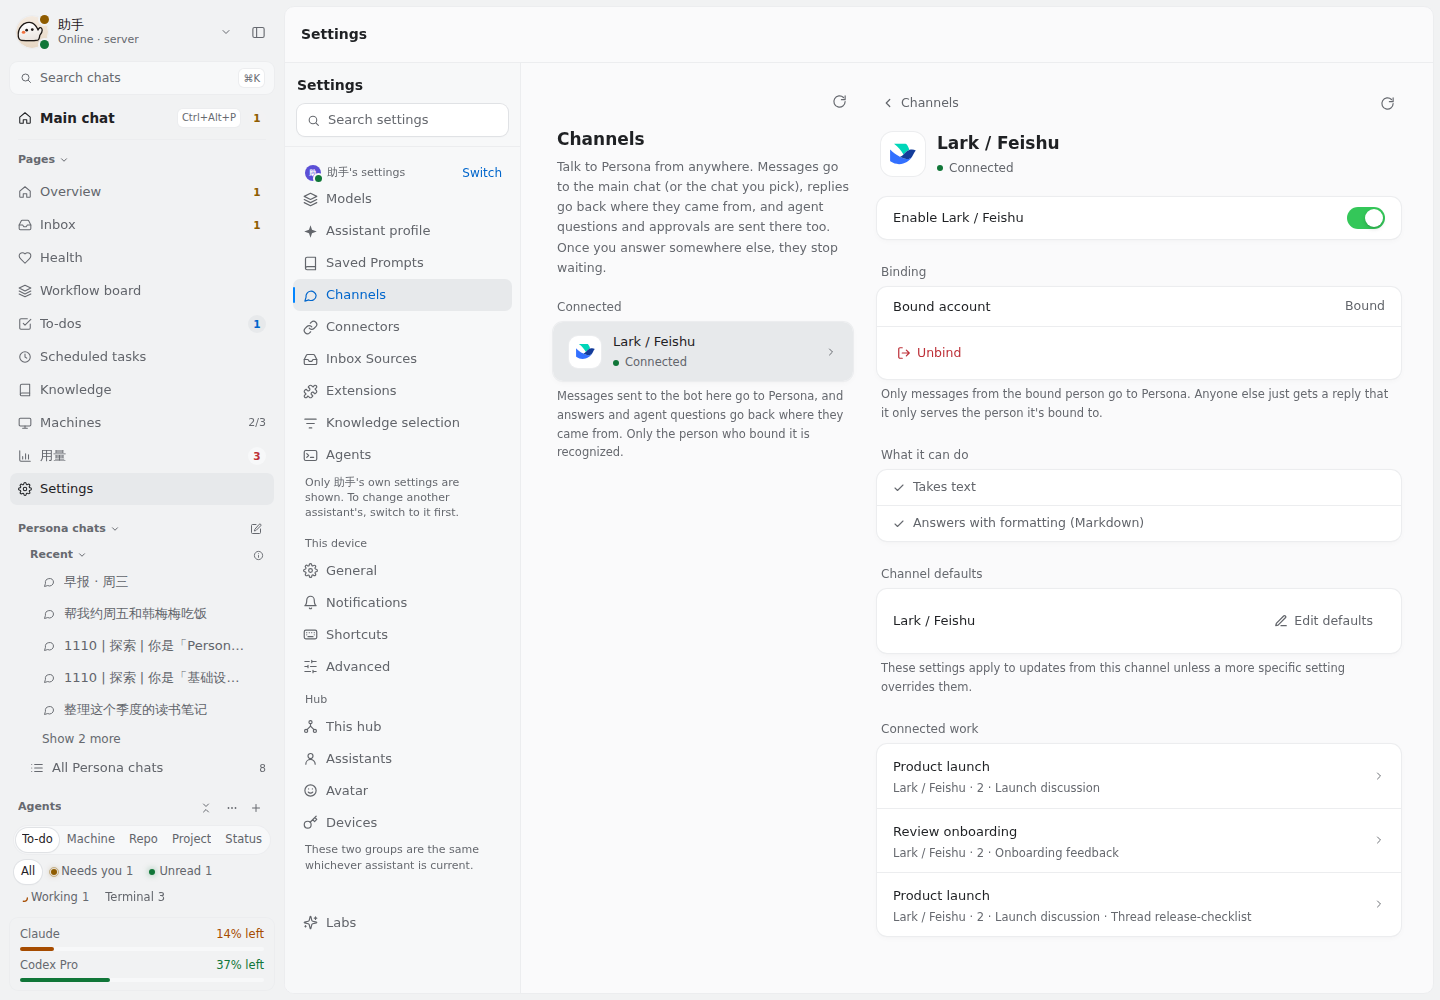 助手
Online · server
Search chats
⌘K
Main chat
Ctrl+Alt+P
1
Pages
Overview
1
Inbox
1
Health
Workflow board
To-dos
1
Scheduled tasks
Knowledge
Machines
2/3
用量
3
Settings
Persona chats
Recent
早报 · 周三
帮我约周五和韩梅梅吃饭
1110 | 探索 | 你是「Person...
1110 | 探索 | 你是「基础设...
整理这个季度的读书笔记
Show 2 more
All Persona chats
8
Agents
To-do
Machine
Repo
Project
Status
All
Needs you 1
Unread 1
Working 1
Terminal 3
Claude
14% left
Codex Pro
37% left
Settings
Settings
Search settings
助手's settings
Switch
Models
Assistant profile
Saved Prompts
Channels
Connectors
Inbox Sources
Extensions
Knowledge selection
Agents
Only 助手's own settings are
shown. To change another
assistant's, switch to it first.
This device
General
Notifications
Shortcuts
Advanced
Hub
This hub
Assistants
Avatar
Devices
These two groups are the same
whichever assistant is current.
Labs
Channels
Talk to Persona from anywhere. Messages go
to the main chat (or the chat you pick), replies
go back where they came from, and agent
questions and approvals are sent there too.
Once you answer somewhere else, they stop
waiting.
Connected
Lark / Feishu
Connected
Messages sent to the bot here go to Persona, and
answers and agent questions go back where they
came from. Only the person who bound it is
recognized.
Channels
Lark / Feishu
Connected
Enable Lark / Feishu
Binding
Bound account
Bound
Unbind
Only messages from the bound person go to Persona. Anyone else just gets a reply that
it only serves the person it's bound to.
What it can do
Takes text
Answers with formatting (Markdown)
Channel defaults
Lark / Feishu
Edit defaults
These settings apply to updates from this channel unless a more specific setting
overrides them.
Connected work
Product launch
Lark / Feishu · 2 · Launch discussion
Review onboarding
Lark / Feishu · 2 · Onboarding feedback
Product launch
Lark / Feishu · 2 · Launch discussion · Thread release-checklist